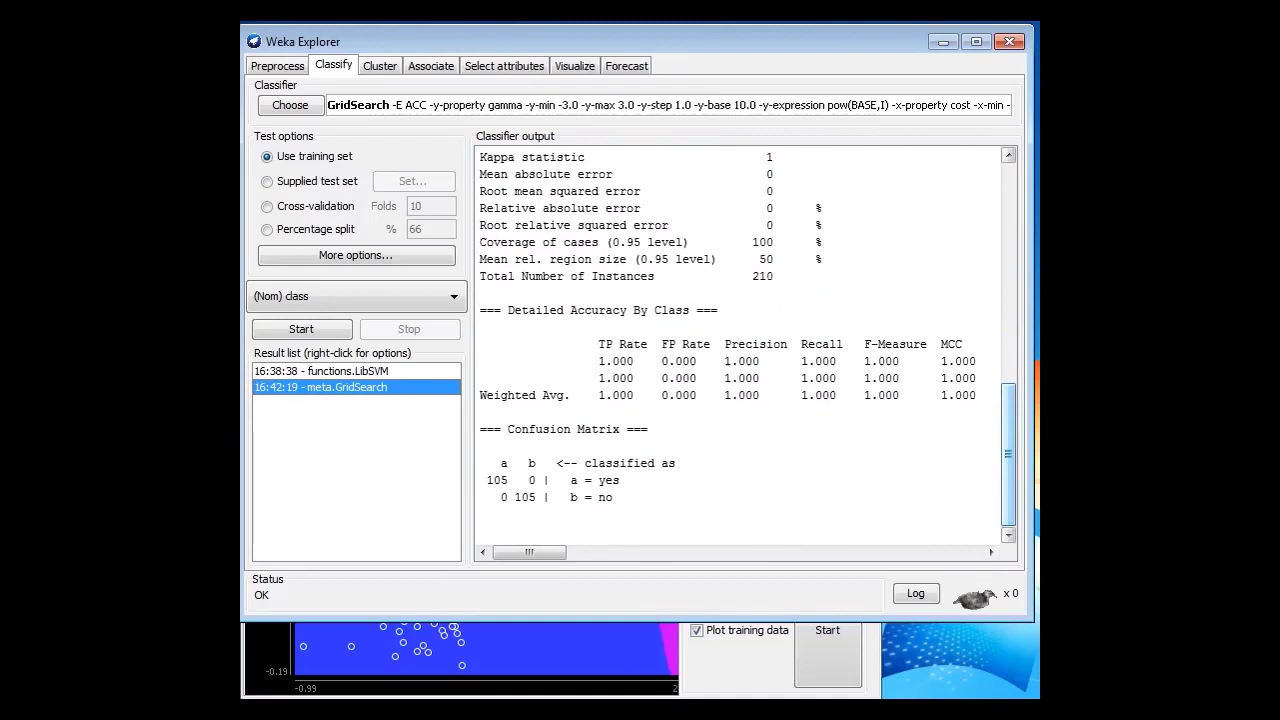 Weka Explorer
Preprocess Classify Cluster Associate Select attributes Visualize Forecast
Classifier
Choose GridSearch -E ACC -y-property gamma -y-min -3.0 -y-max 3.0 -y-step 1.0 -y-base 10.0 -y-expression pow(BASE,I) -x-property cost -x-min -
Test options
Use training set
Supplied test set Set...
Cross-validation Folds 10
Percentage split % 66
More options...
(Nom) class
Start Stop
Result list (right-click for options)
16:38:38 - functions.LibSVM
16:42:19 - meta.GridSearch
Classifier output
Kappa statistic 1
Mean absolute error 0
Root mean squared error 0
Relative absolute error 0 %
Root relative squared error 0 %
Coverage of cases (0.95 level) 100 %
Mean rel. region size (0.95 level) 50 %
Total Number of Instances 210
=== Detailed Accuracy By Class ===
TP Rate FP Rate Precision Recall F-Measure MCC
1.000 0.000 1.000 1.000 1.000 1.000
1.000 0.000 1.000 1.000 1.000 1.000
Weighted Avg. 1.000 0.000 1.000 1.000 1.000 1.000
=== Confusion Matrix ===
a b <-- classified as
105 0 | a = yes
0 105 | b = no
Status
OK
Log x 0
Plot training data Start
-0.19
-0.99 2